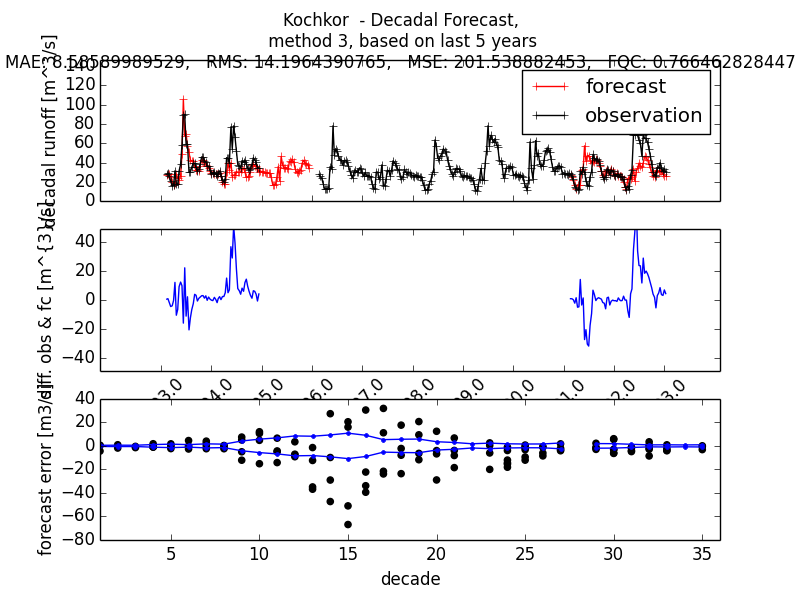 Kochkor - Decadal Forecast,
method 3, based on last 5 years
MAE: 8.58589989529, RMS: 14.1964390765, MSE: 201.538882453, FQC: 0.766462828447
decadal runoff [m^3/s]
140
120
100
80
60
40
20
0
forecast
observation
obs & fc [m^{3}/s]
40
20
0
−20
−40
forecast error
40
20
0
−20
−40
−60
−80
5 10 15 20 25 30 35
decade